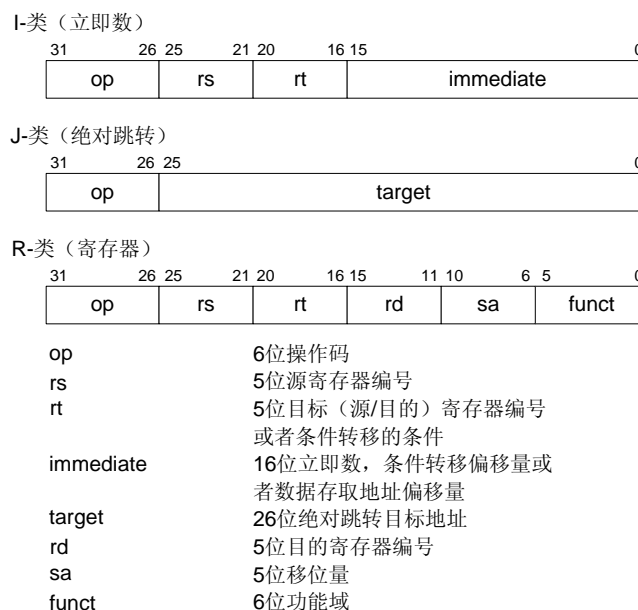 I-类（立即数）
31 26 25 21 20 16 15 0
op rs rt immediate
J-类（绝对跳转）
31 26 25 0
op target
R-类（寄存器）
31 26 25 21 20 16 15 11 10 6 5 0
op rs rt rd sa funct
op 6位操作码
rs 5位源寄存器编号
rt 5位目标（源/目的）寄存器编号
或者条件转移的条件
immediate 16位立即数，条件转移偏移量或
者数据存取地址偏移量
target 26位绝对跳转目标地址
rd 5位目的寄存器编号
sa 5位移位量
funct 6位功能域